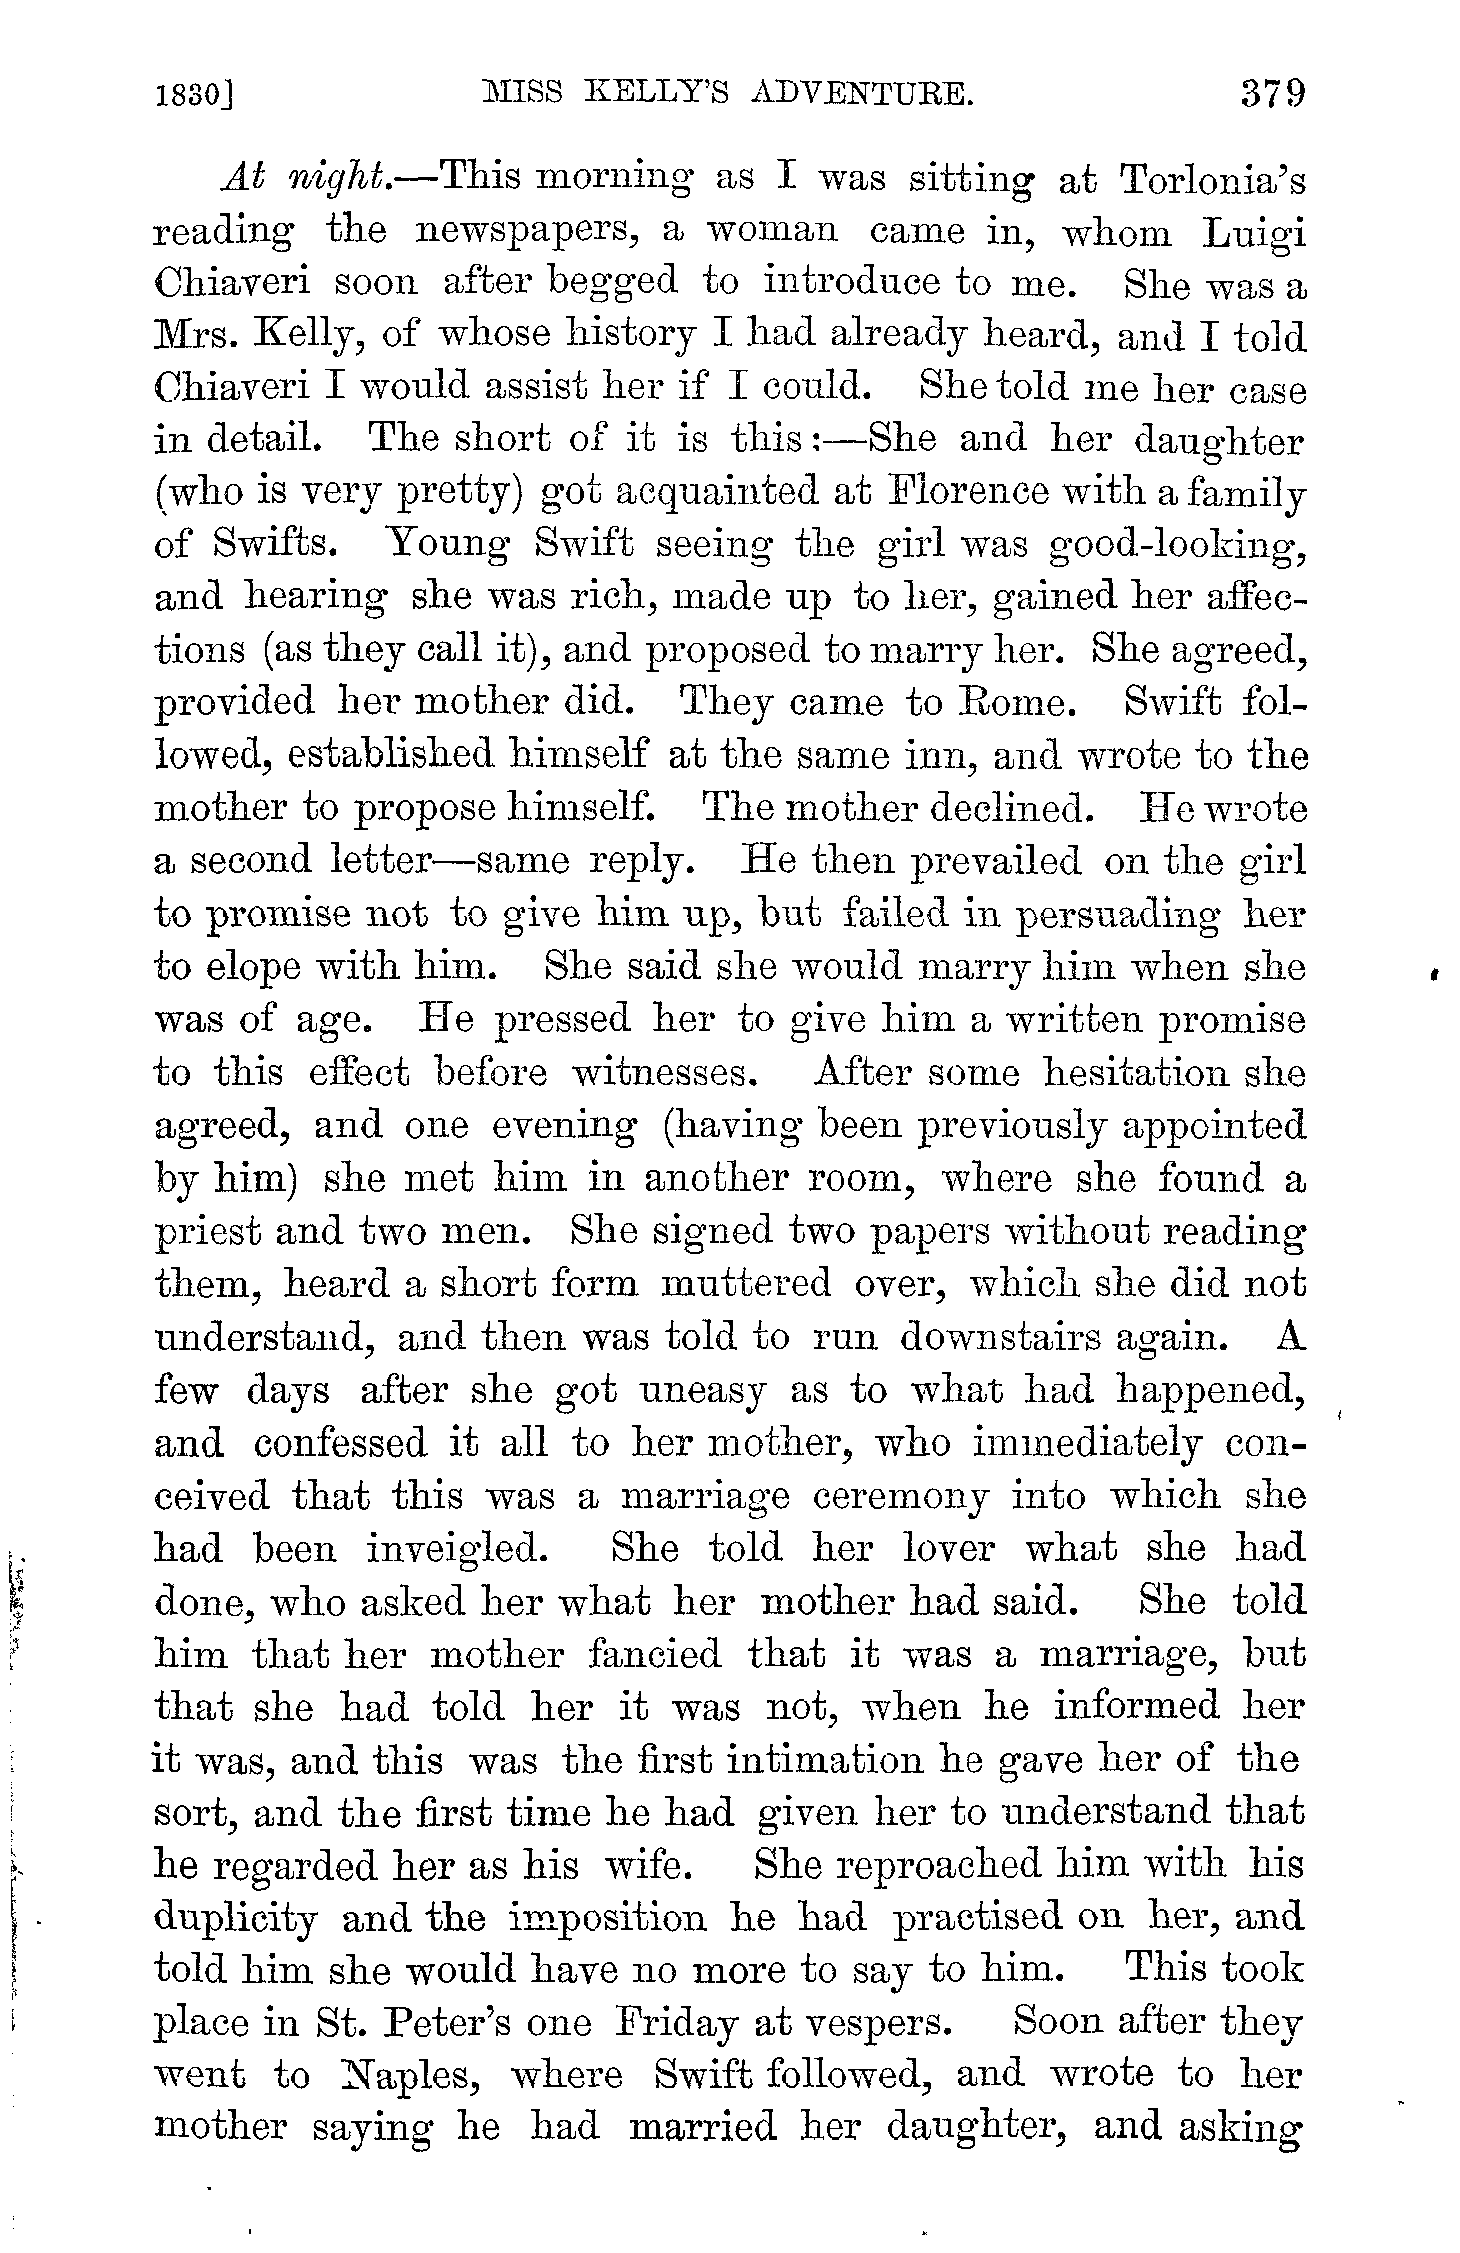 1830] MISS KELLY'S ADVENTURE. 379
At night.—This morning as I was sitting at Torlonia's
reading the newspapers, a woman came in, whom Luigi
Chiaveri soon after begged to introduce to me. She was a
Mrs. Kelly, of whose history I had already heard, and I told
Chiaveri I would assist her if I could. She told me her case
in detail. The short of it is this:—She and her daughter
(who is very pretty) got acquainted at Florence with a family
of Swifts. Young Swift seeing the girl was good-looking,
and hearing she was rich, made up to her, gained her affec-
tions (as they call it), and proposed to marry her. She agreed,
provided her mother did. They came to Rome. Swift fol-
lowed, established himself at the same inn, and wrote to the
mother to propose himself. The mother declined. He wrote
a second letter—same reply. He then prevailed on the girl
to promise not to give him up, but failed in persuading her
to elope with him. She said she would marry him when she
was of age. He pressed her to give him a written promise
to this effect before witnesses. After some hesitation she
agreed, and one evening (having been previously appointed
by him) she met him in another room, where she found a
priest and two men. She signed two papers without reading
them, heard a short form muttered over, which she did not
understand, and then was told to run downstairs again. A
few days after she got uneasy as to what had happened,
and confessed it all to her mother, who immediately con-
ceived that this was a marriage ceremony into which she
had been inveigled. She told her lover what she had
done, who asked her what her mother had said. She told
him that her mother fancied that it was a marriage, but
that she had told her it was not, when he informed her
it was, and this was the first intimation he gave her of the
sort, and the first time he had given her to understand that
he regarded her as his wife. She reproached him with his
duplicity and the imposition he had practised on her, and
told him she would have no more to say to him. This took
place in St. Peter's one Friday at vespers. Soon after they
went to Naples, where Swift followed, and wrote to her
mother saying he had married her daughter, and asking